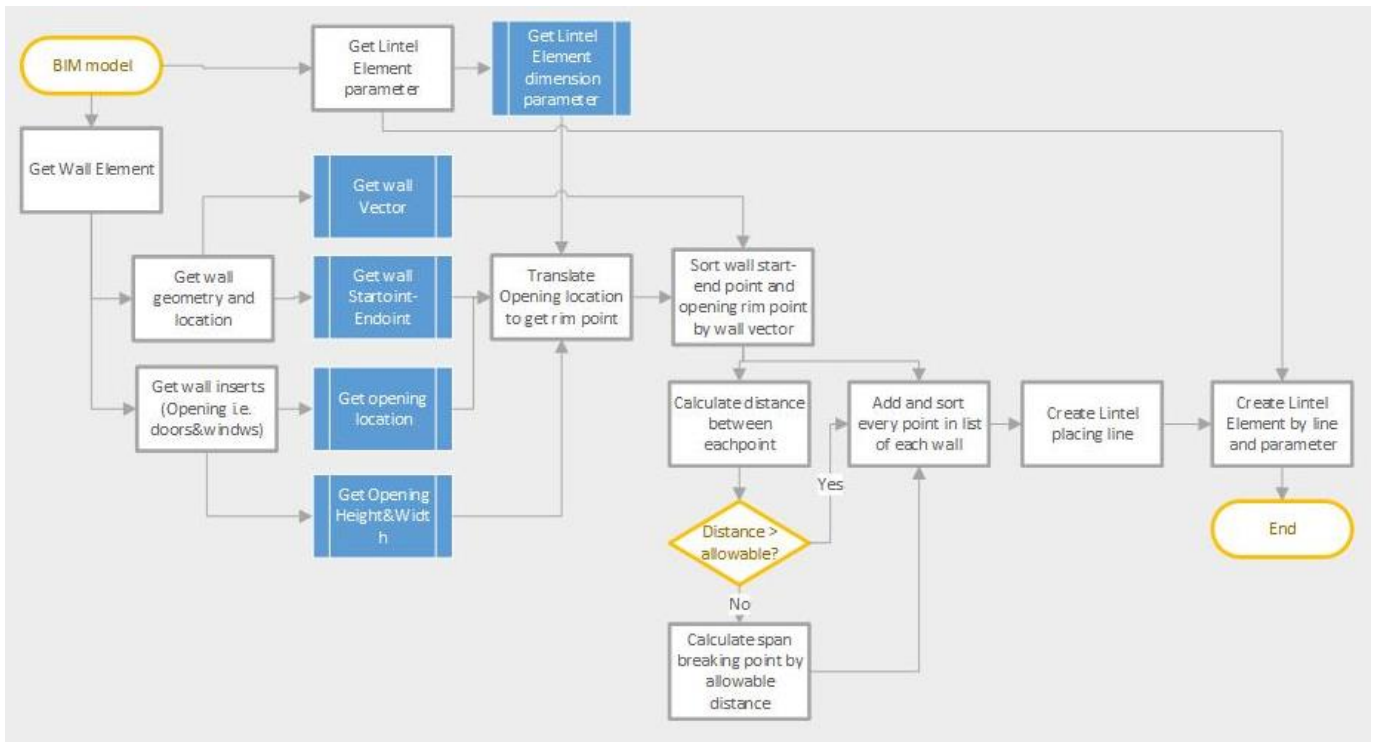 BIM model
Get Lintel
Element
parameter
Get Lintel
Element
dimension
parameter
Get Wall Element
Get wall
Vector
Get wall
geometry and
location
Get wall
Startoint-
Endoint
Translate
Opening location
to get rim point
Sort wall start-
end point and
opening rim point
by wall vector
Get wall inserts
(Opening i.e.
doors&windws)
Get opening
location
Calculate distance
between
eachpoint
Add and sort
every point in list
of each wall
Create Lintel
placing line
Create Lintel
Element by line
and parameter
Get Opening
Height&Widt
h
Yes
Distance >
allowable?
End
No
Calculate span
breaking point by
allowable
distance